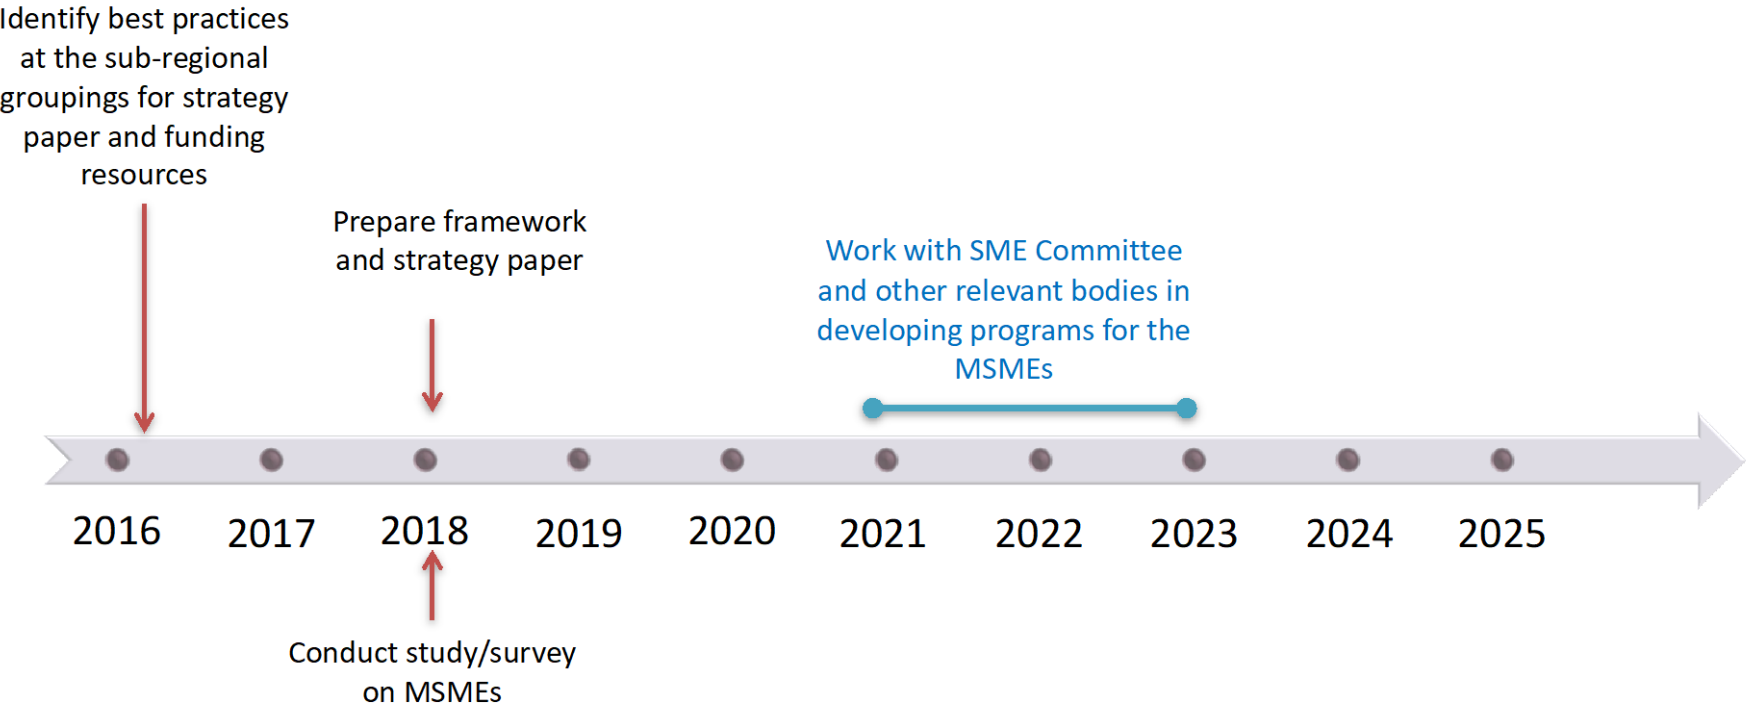 Identify best practices
at the sub-regional
groupings for strategy
paper and funding
resources
Prepare framework
and strategy paper
Work with SME Committee
and other relevant bodies in
developing programs for the
MSMEs
2016 2017 2018 2019 2020 2021 2022 2023 2024 2025
Conduct study/survey
on MSMEs